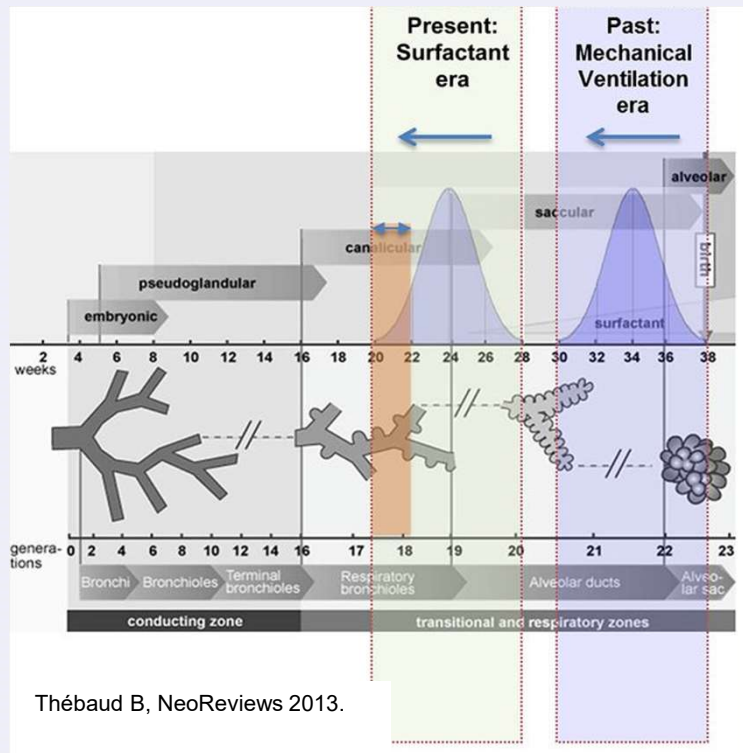 Present:
Surfactant
era
Past:
Mechanical
Ventilation
era
alveolar
saccular
canalicular
birth
pseudoglandular
embryonic
surfactant
2 4 6 8 10 12 14 16 18 20 22 24 26 28 30 32 34 36 38
weeks
genera-
tions
0 2 4 6 8 10 12 14 16 17 18 19 20 21 22 23
Bronchi
Bronchioles
Terminal
bronchioles
Respiratory
bronchioles
Alveolar ducts
Alveo-
lar sac
conducting zone
transitional and respiratory zones
Thébaud B, NeoReviews 2013.